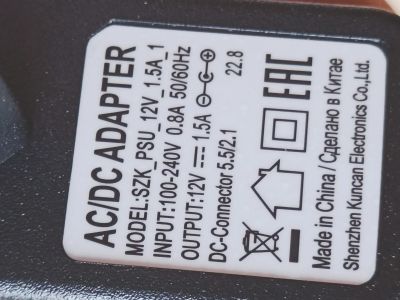 AC/DC ADAPTER
MODEL:SZK_PSU_12V_1.5A_1
INPUT:100-240V 0.8A 50/60Hz
OUTPUT:12V 1.5A
DC-Connector 5.5/2.1
22.8
EAC
Made in China / Сделано в Китае
Shenzhen Kuncan Electronics Co.,Ltd.